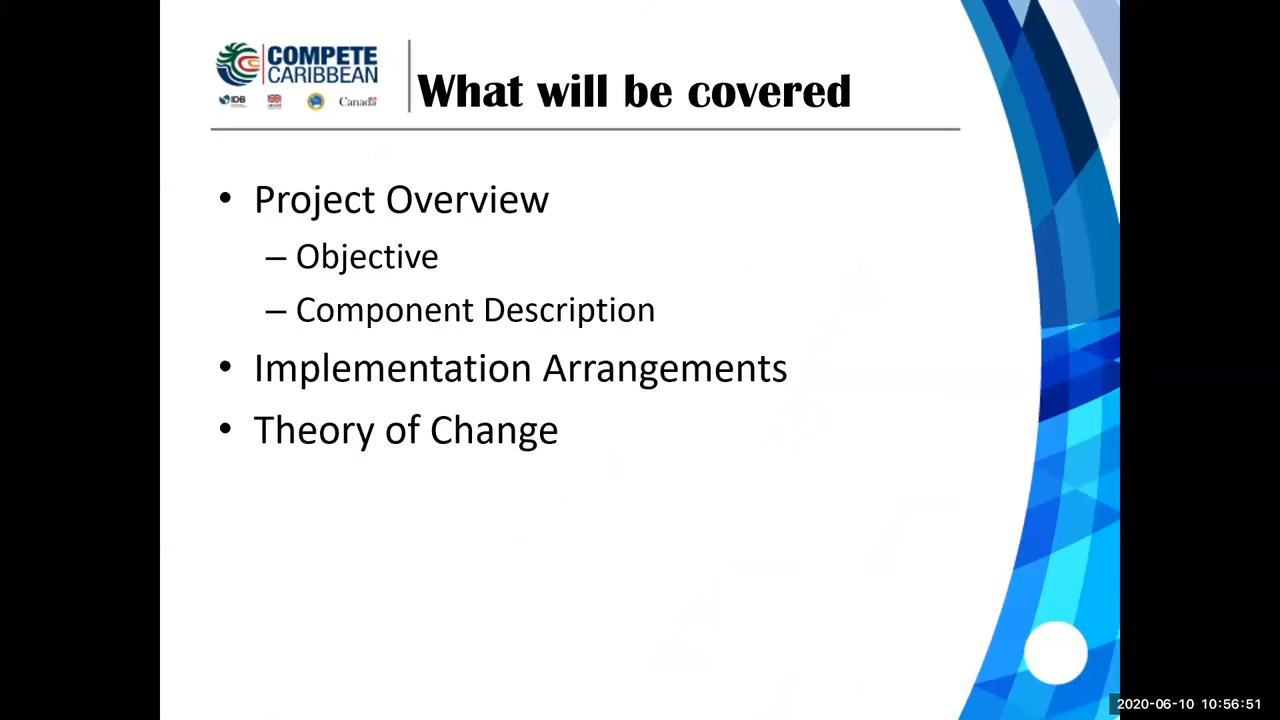 COMPETE
CARIBBEAN
IDB
Canada
What will be covered
• Project Overview
– Objective
– Component Description
• Implementation Arrangements
• Theory of Change
2020-06-10 10:56:51